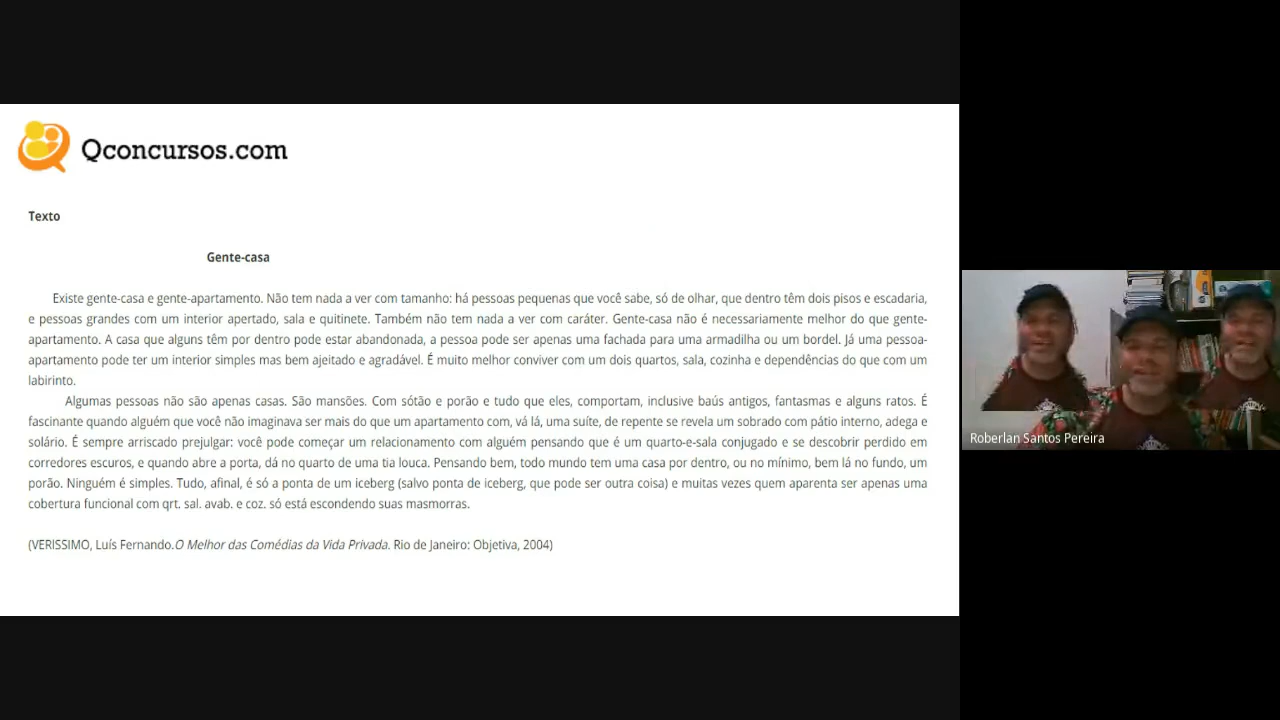 Qconcursos.com
Texto
Gente-casa
Existe gente-casa e gente-apartamento. Não tem nada a ver com tamanho: há pessoas pequenas que você sabe, só de olhar, que dentro têm dois pisos e escadaria,
e pessoas grandes com um interior apertado, sala e quitinete. Também não tem nada a ver com caráter. Gente-casa não é necessariamente melhor do que gente-
apartamento. A casa que alguns têm por dentro pode estar abandonada, a pessoa pode ser apenas uma fachada para uma armadilha ou um bordel. Já uma pessoa-
apartamento pode ter um interior simples mas bem ajeitado e agradável. É muito melhor conviver com um dois quartos, sala, cozinha e dependências do que com um
labirinto.
Algumas pessoas não são apenas casas. São mansões. Com sótão e porão e tudo que eles, comportam, inclusive baús antigos, fantasmas e alguns ratos. É
fascinante quando alguém que você não imaginava ser mais do que um apartamento com, vá lá, uma suíte, de repente se revela um sobrado com pátio interno, adega e
solário. É sempre arriscado prejulgar: você pode começar um relacionamento com alguém pensando que é um quarto-e-sala conjugado e se descobrir perdido em
corredores escuros, e quando abre a porta, dá no quarto de uma tia louca. Pensando bem, todo mundo tem uma casa por dentro, ou no mínimo, bem lá no fundo, um
porão. Ninguém é simples. Tudo, afinal, é só a ponta de um iceberg (salvo ponta de iceberg, que pode ser outra coisa) e muitas vezes quem aparenta ser apenas uma
cobertura funcional com qrt. sal. avab. e coz. só está escondendo suas masmorras.
(VERISSIMO, Luís Fernando.O Melhor das Comédias da Vida Privada. Rio de Janeiro: Objetiva, 2004)
Roberlan Santos Pereira